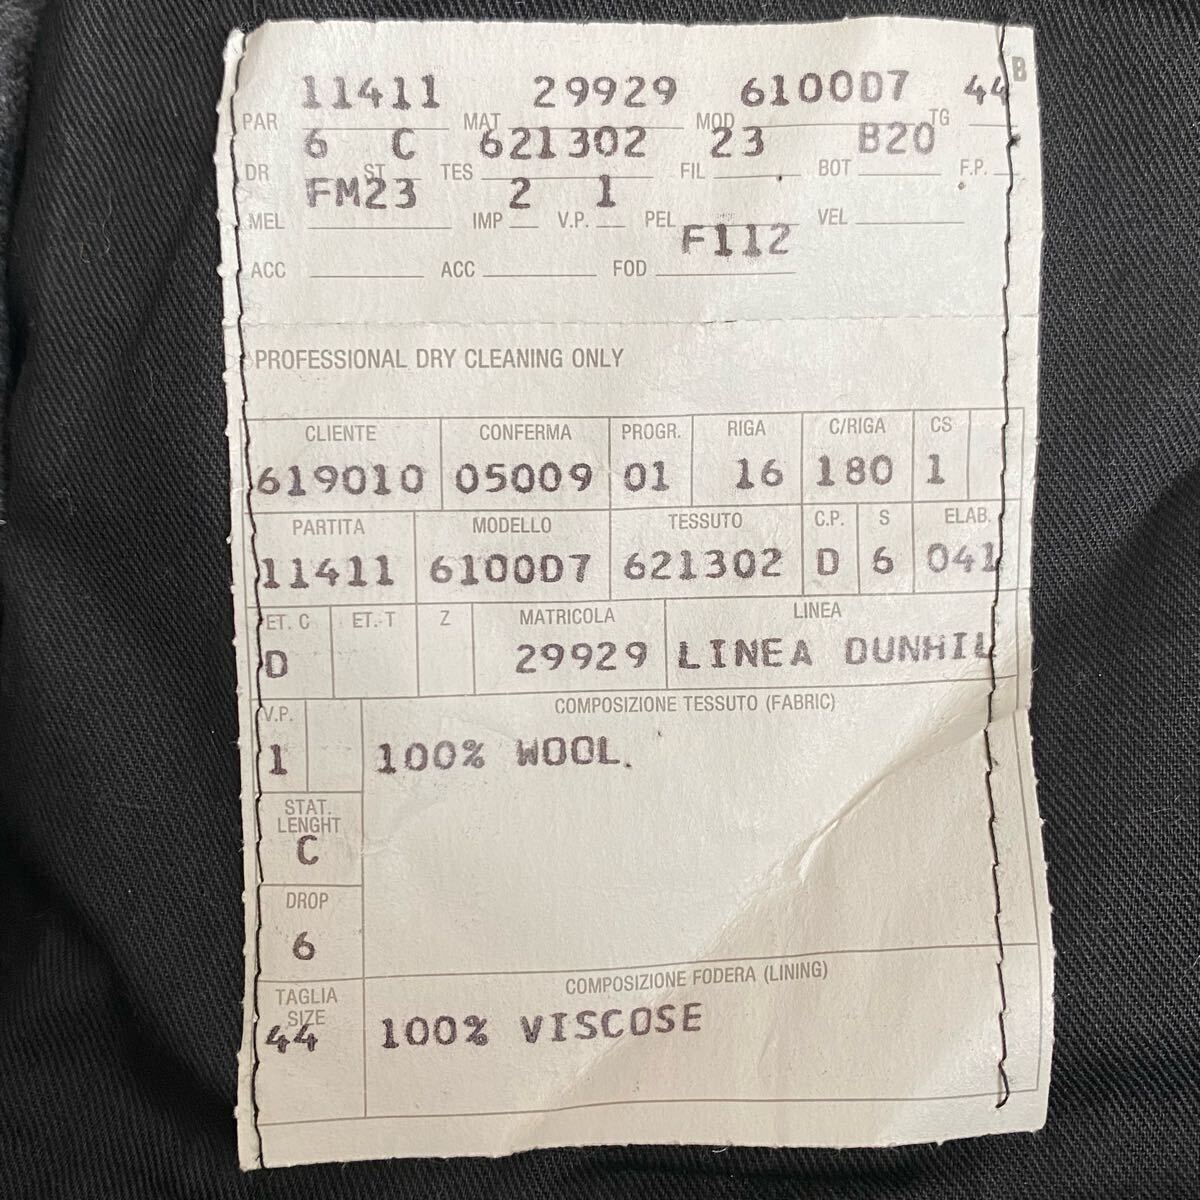 B
11411 29929 6100D7 44
PAR MAT MOD TG
6 C 621302 23 B20
DR ST TES FIL BOT F.P.
FM23 2 1
MEL IMP V.P. PEL VEL
F112
ACC ACC FOD
PROFESSIONAL DRY CLEANING ONLY
CLIENTE CONFERMA PROGR. RIGA C/RIGA CS
619010 05009 01 16 180 1
PARTITA MODELLO TESSUTO C.P. S ELAB.
11411 6100D7 621302 D 6 041
ET. C ET.-T Z MATRICOLA LINEA
D 29929 LINEA DUNHIL
V.P. COMPOSIZIONE TESSUTO (FABRIC)
1 100% WOOL.
STAT.
LENGHT
C
DROP
6
TAGLIA COMPOSIZIONE FODERA (LINING)
SIZE
44 100% VISCOSE